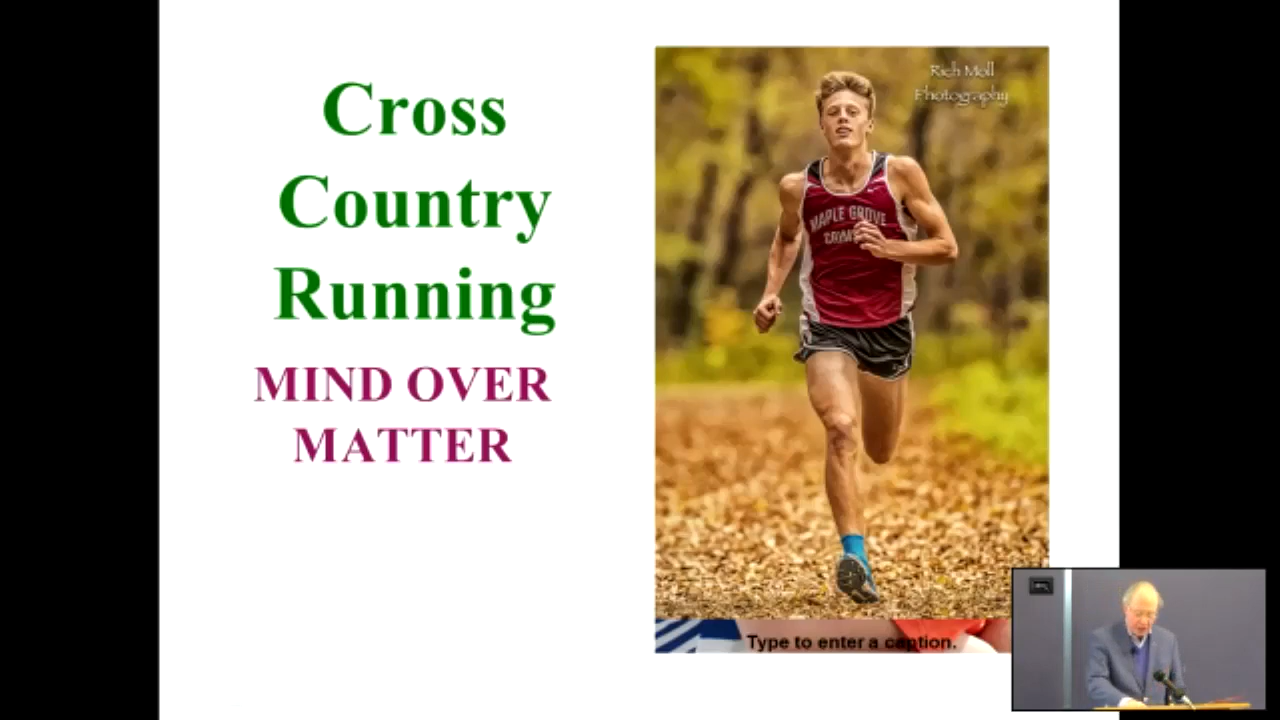 Cross
Country
Running
MIND OVER
MATTER
Rich Moll
Photography
MAPLE GROVE
Type to enter a caption.